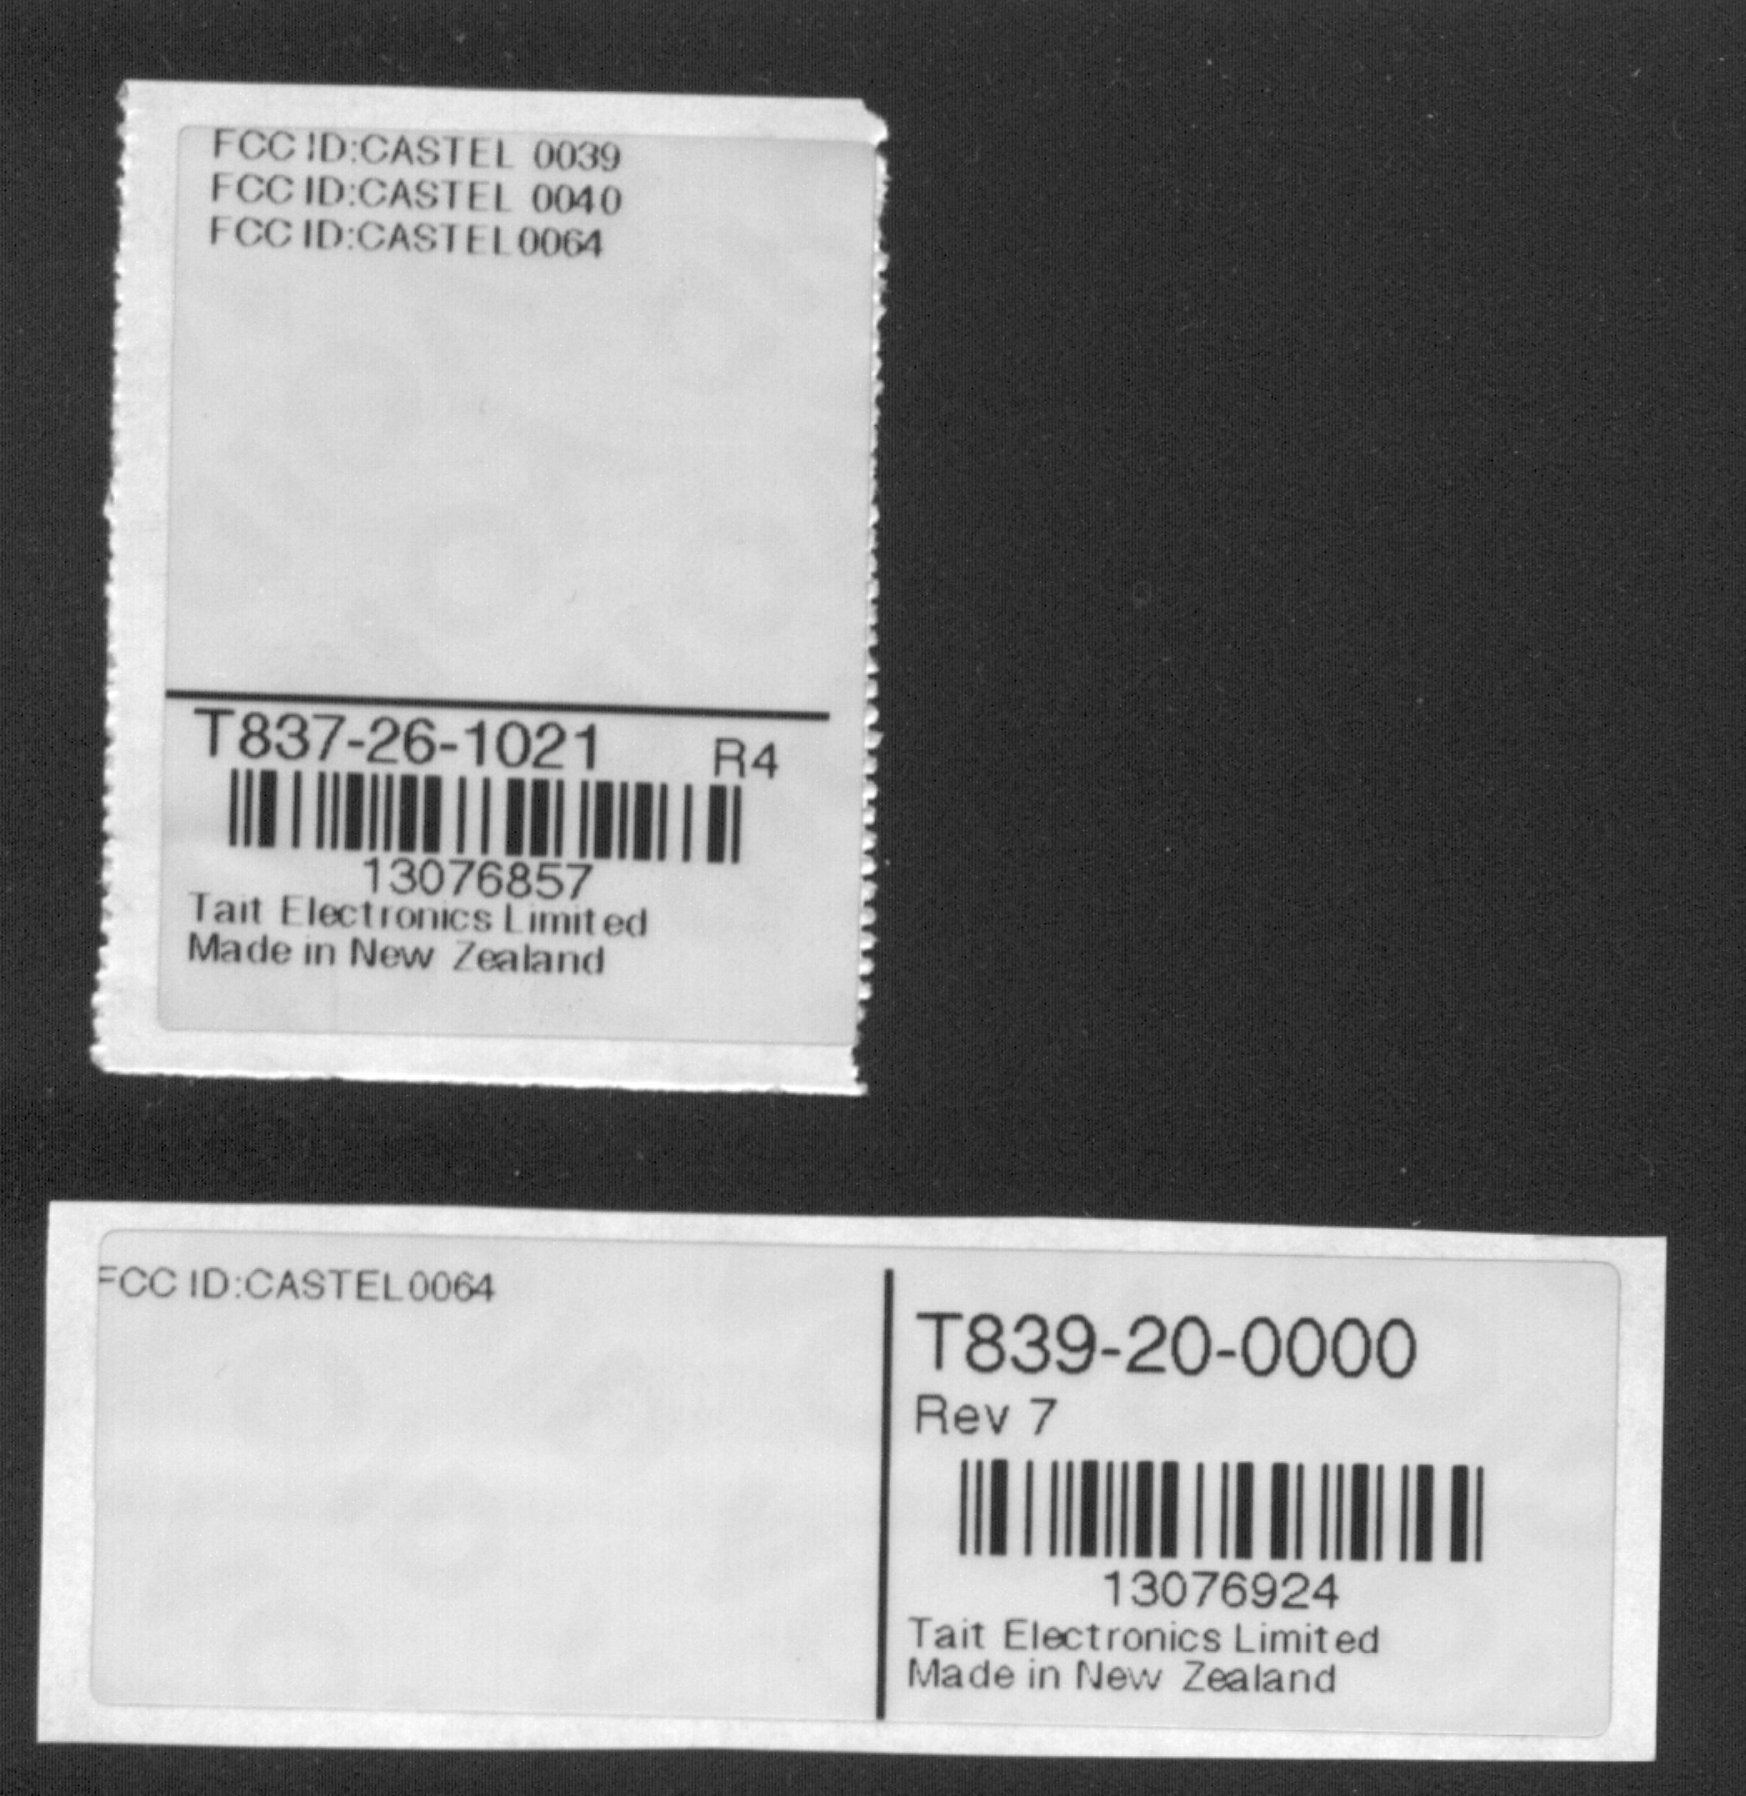 FCC ID:CASTEL 0039
FCC ID:CASTEL 0040
FCC ID:CASTEL0064
T837-26-1021 R4
13076857
Tait Electronics Limited
Made in New Zealand
FCC ID:CASTEL0064
T839-20-0000
Rev 7
13076924
Tait Electronics Limited
Made in New Zealand